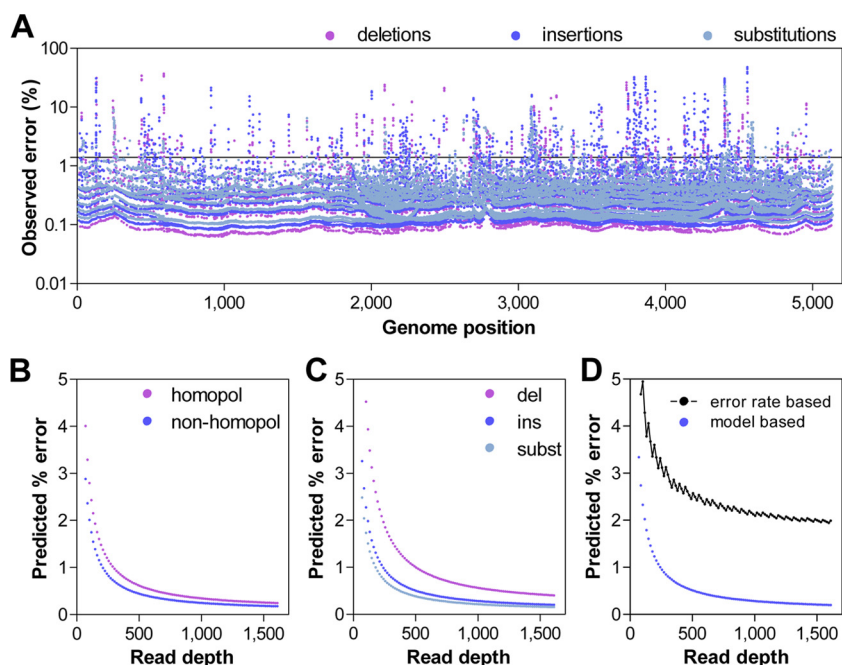 A
deletions insertions substitutions
Observed error (%)
100
10
1
0.1
0.01
0 1,000 2,000 3,000 4,000 5,000
Genome position
B
homopol
non-homopol
Predicted % error
5
4
3
2
1
0
0 500 1,000 1,500
Read depth
C
del
ins
subst
Predicted % error
5
4
3
2
1
0
0 500 1,000 1,500
Read depth
D
error rate based
model based
Predicted % error
5
4
3
2
1
0
0 500 1,000 1,500
Read depth